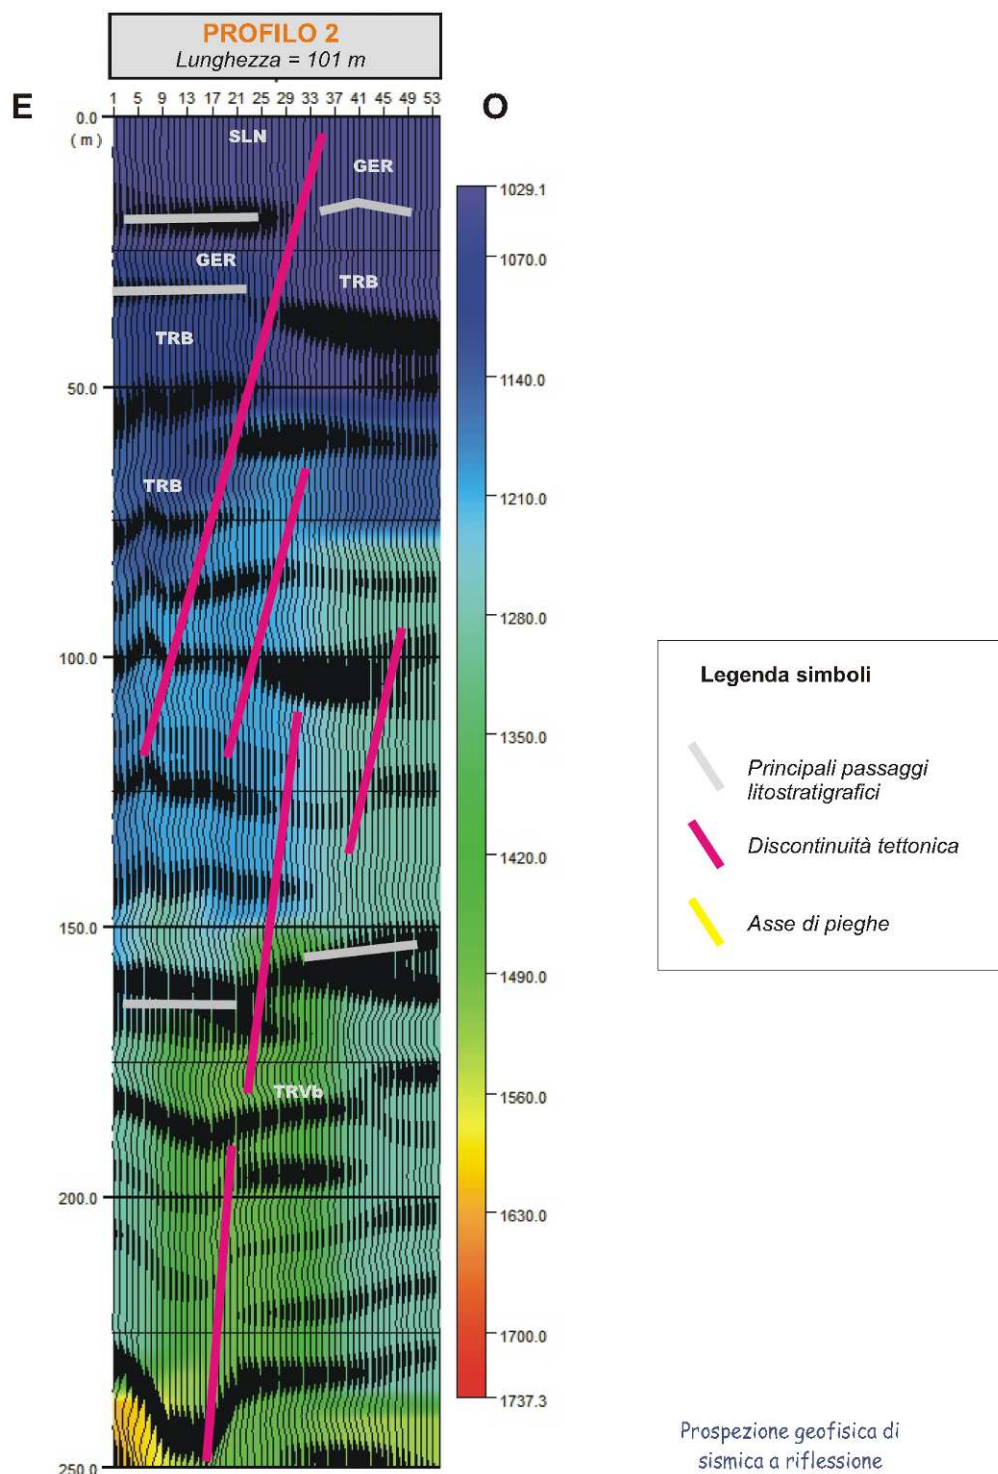 PROFILO 2
Lunghezza = 101 m
E
O
1 5 9 13 17 21 25 29 33 37 41 45 49 53
0.0
(m)
50.0
100.0
150.0
200.0
250.0
SLN
GER
GER
TRB
TRB
TRB
TRVb
1029.1
1070.0
1140.0
1210.0
1280.0
1350.0
1420.0
1490.0
1560.0
1630.0
1700.0
1737.3
Legenda simboli
Principali passaggi
litostratigrafici
Discontinuità tettonica
Asse di pieghe
Prospezione geofisica di
sismica a riflessione